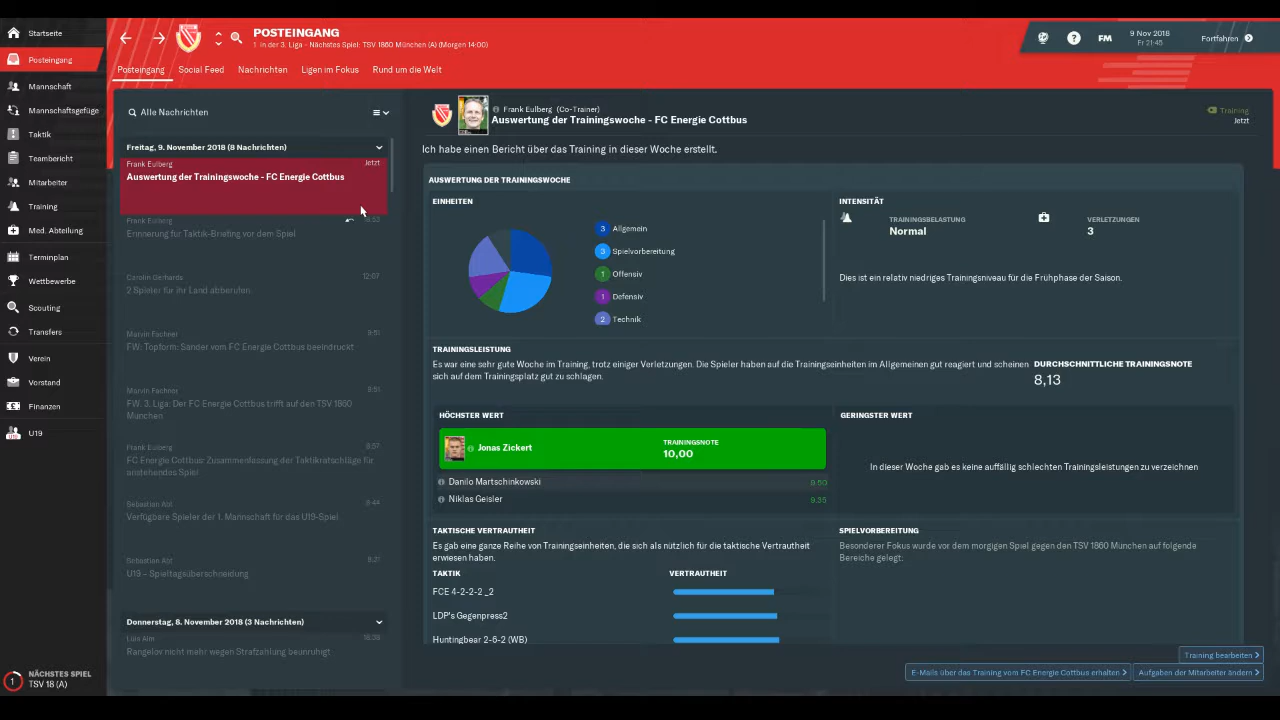 Startseite
Posteingang
Mannschaft
Mannschaftsgefüge
Taktik
Teambericht
Mitarbeiter
Training
Med. Abteilung
Terminplan
Wettbewerbe
Scouting
Transfers
Verein
Vorstand
Finanzen
U19
U19
1
NÄCHSTES SPIEL
TSV 18 (A)
POSTEINGANG
1. in der 3. Liga - Nächstes Spiel: TSV 1860 München (A) (Morgen 14:00)
?
FM
9 Nov 2018
Fr 21:45
Fortfahren
Posteingang Social Feed Nachrichten Ligen im Fokus Rund um die Welt
Alle Nachrichten
Freitag, 9. November 2018 (8 Nachrichten)
Frank Eulberg Jetzt
Auswertung der Trainingswoche - FC Energie Cottbus
Frank Eulberg
Erinnerung für Taktik-Briefing vor dem Spiel
Carolin Gerhards 12:07
2 Spieler für ihr Land abberufen
Marvin Fachner 9:51
FW: Topform: Sander vom FC Energie Cottbus beeindruckt
Marvin Fachner 9:51
FW: 3. Liga: Der FC Energie Cottbus trifft auf den TSV 1860
München
Frank Eulberg 8:57
FC Energie Cottbus: Zusammenfassung der Taktikratschläge für
anstehendes Spiel
Sebastian Abt 8:44
Verfügbare Spieler der 1. Mannschaft für das U19-Spiel
Sebastian Abt 8:21
U19 – Spieltagsüberschneidung
Donnerstag, 8. November 2018 (3 Nachrichten)
Rangelov nicht mehr wegen Strafzahlung beunruhigt
Frank Eulberg (Co-Trainer)
Auswertung der Trainingswoche - FC Energie Cottbus
Training
Jetzt
Ich habe einen Bericht über das Training in dieser Woche erstellt.
AUSWERTUNG DER TRAININGSWOCHE
EINHEITEN
3 Allgemein
3 Spielvorbereitung
1 Offensiv
1 Defensiv
2 Technik
INTENSITÄT
TRAININGSBELASTUNG
Normal
VERLETZUNGEN
3
Dies ist ein relativ niedriges Trainingsniveau für die Frühphase der Saison.
TRAININGSLEISTUNG
Es war eine sehr gute Woche im Training, trotz einiger Verletzungen. Die Spieler haben auf die Trainingseinheiten im Allgemeinen gut reagiert und scheinen
sich auf dem Trainingsplatz gut zu schlagen.
DURCHSCHNITTLICHE TRAININGSNOTE
8,13
HÖCHSTER WERT
Jonas Zickert
TRAININGSNOTE
10,00
Danilo Martschinkowski 9.50
Niklas Geisler 9.35
GERINGSTER WERT
In dieser Woche gab es keine auffällig schlechten Trainingsleistungen zu verzeichnen
TAKTISCHE VERTRAUTHEIT
Es gab eine ganze Reihe von Trainingseinheiten, die sich als nützlich für die taktische Vertrautheit
erwiesen haben.
TAKTIK VERTRAUTHEIT
FCE 4-2-2-2_2
LDP's Gegenpress2
Huntingbear 2-6-2 (WB)
SPIELVORBEREITUNG
Besonderer Fokus wurde vor dem morgigen Spiel gegen den TSV 1860 München auf folgende
Bereiche gelegt:
Training bearbeiten
E-Mails über das Training vom FC Energie Cottbus erhalten
Aufgaben der Mitarbeiter ändern